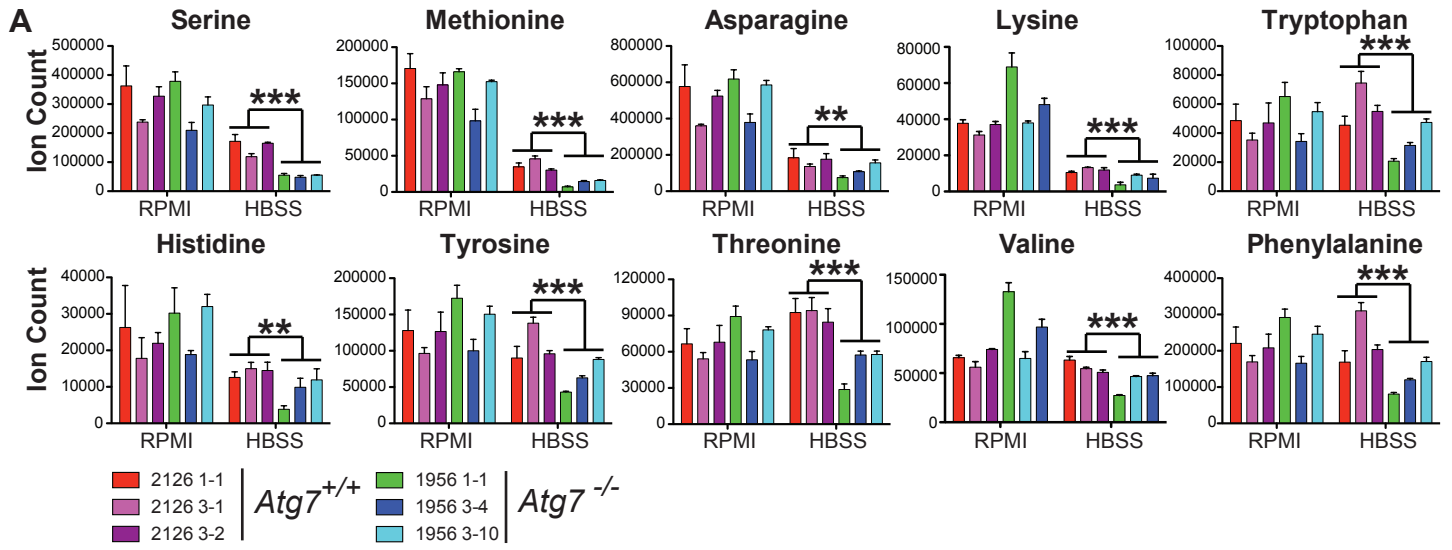 A
Serine Methionine Asparagine Lysine Tryptophan
Ion Count
500000 400000 300000 200000 100000 0
*** 
RPMI HBSS
200000 150000 100000 50000 0
***
RPMI HBSS
800000 600000 400000 200000 0
**
RPMI HBSS
80000 60000 40000 20000 0
***
RPMI HBSS
100000 80000 60000 40000 20000 0
***
RPMI HBSS
Histidine Tyrosine Threonine Valine Phenylalanine
Ion Count
40000 30000 20000 10000 0
**
RPMI HBSS
200000 150000 100000 50000 0
***
RPMI HBSS
120000 90000 60000 30000 0
***
RPMI HBSS
150000 100000 50000 0
***
RPMI HBSS
400000 300000 200000 100000 0
***
RPMI HBSS
2126 1-1
2126 3-1
2126 3-2
Atg7+/+
1956 1-1
1956 3-4
1956 3-10
Atg7 -/-